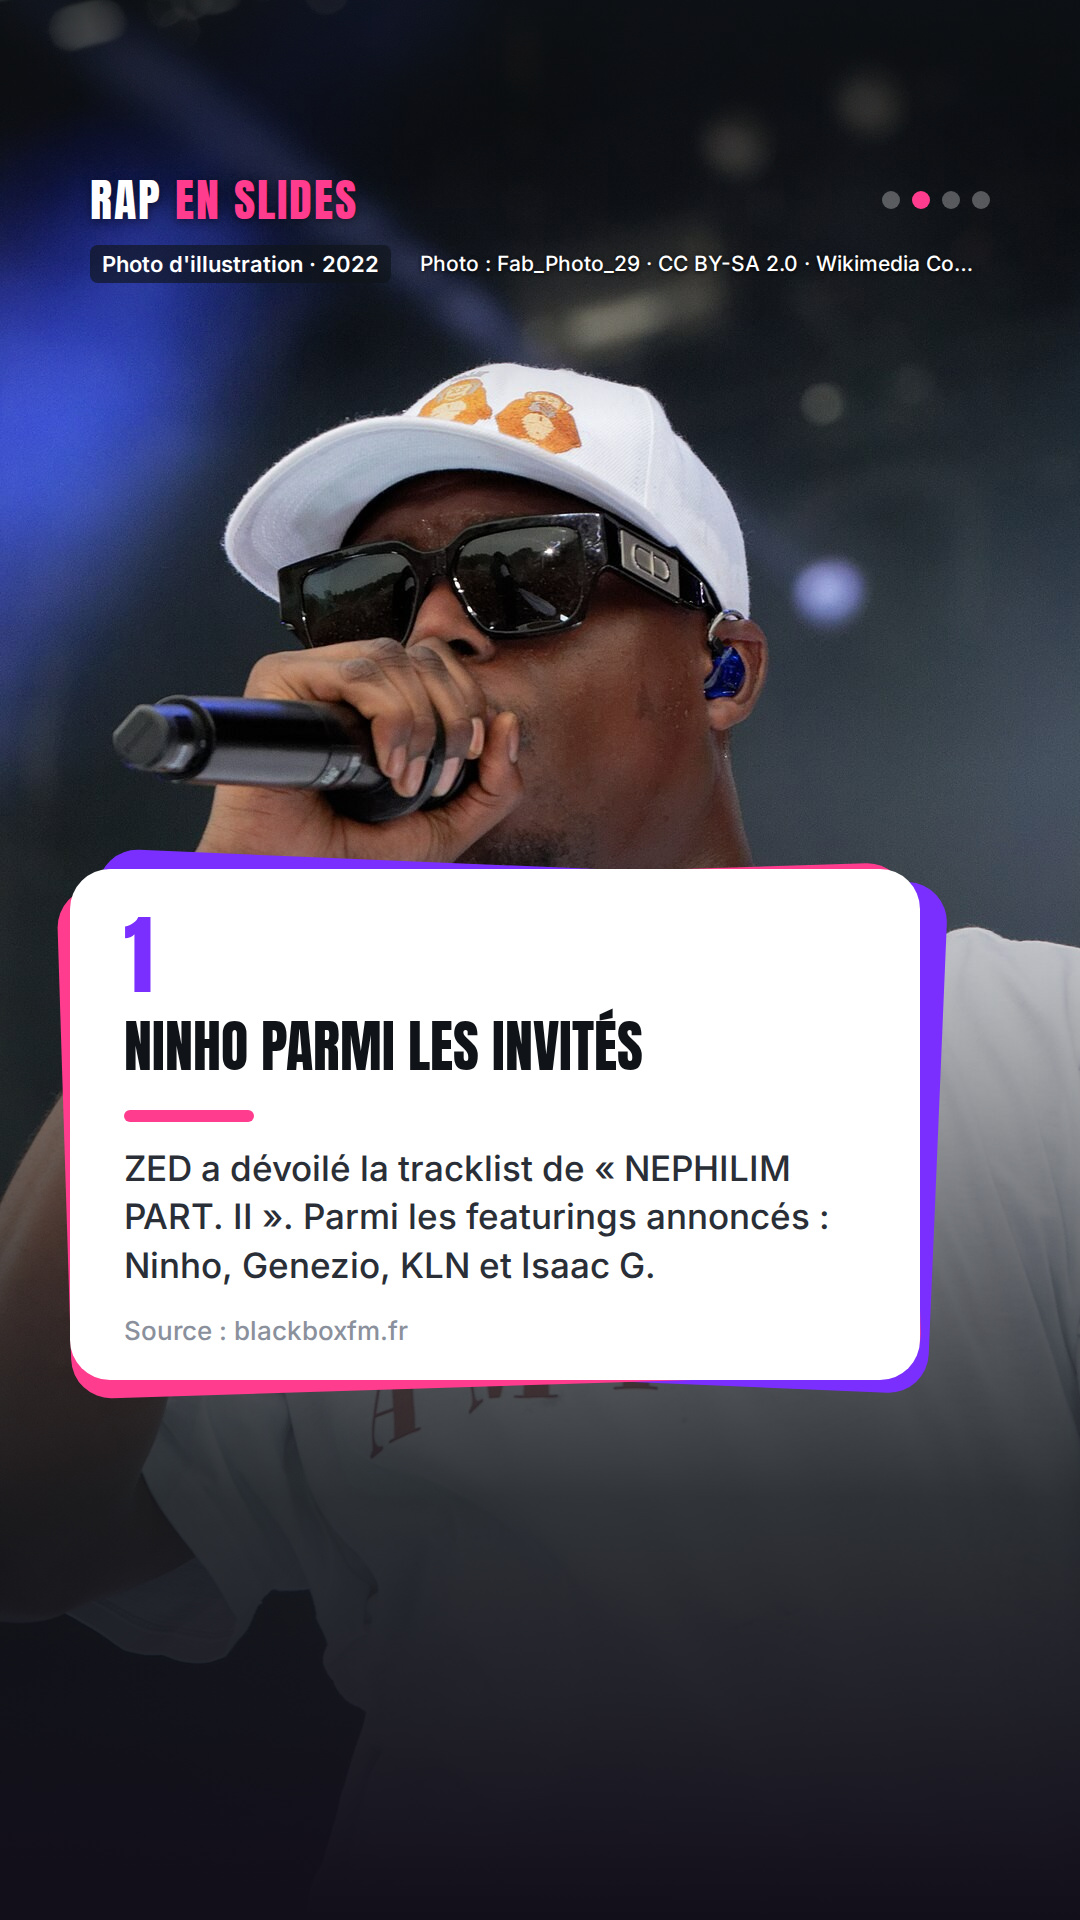 RAP EN SLIDES
Photo d'illustration · 2022
Photo : Fab_Photo_29 · CC BY-SA 2.0 · Wikimedia Co...
1
NINHO PARMI LES INVITÉS
ZED a dévoilé la tracklist de « NEPHILIM
PART. II ». Parmi les featurings annoncés :
Ninho, Genezio, KLN et Isaac G.
Source : blackboxfm.fr